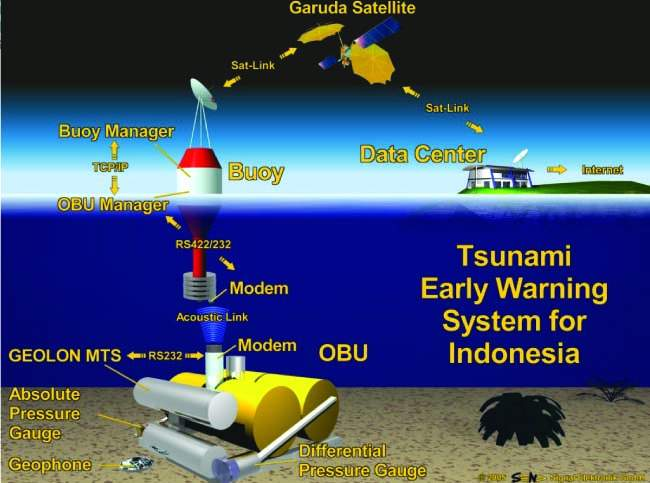 Garuda Satellite
Sat-Link
Sat-Link
Buoy Manager
TCP/IP
OBU Manager
Buoy
Data Center
Internet
RS422/232
Modem
Acoustic Link
Modem
OBU
GEOLON MTS
RS232
Absolute
Pressure
Gauge
Geophone
Differential
Pressure Gauge
Tsunami
Early Warning
System for
Indonesia